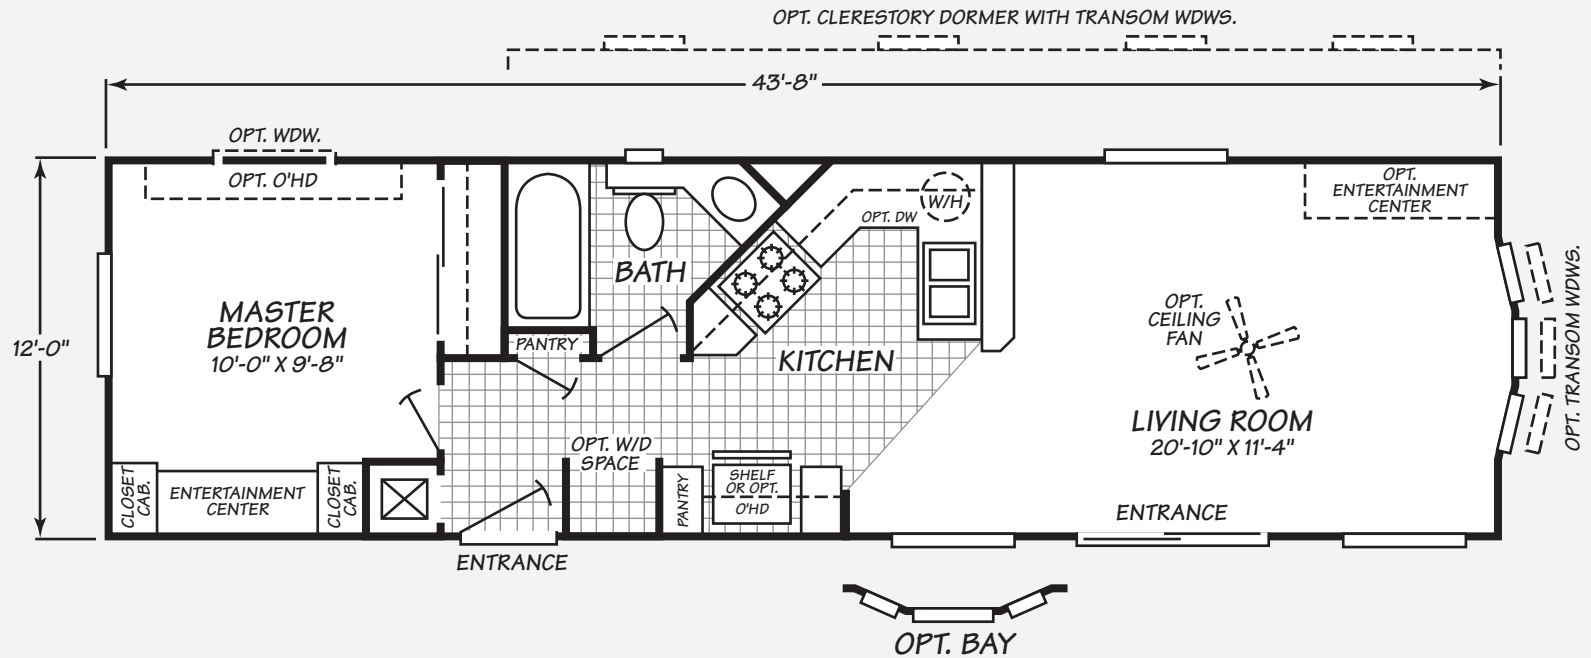 OPT. CLERESTORY DORMER WITH TRANSOM WDWS.
43'-8"
OPT. WDW.
OPT. O'HD
OPT.
ENTERTAINMENT
CENTER
W/H
OPT. DW
BATH
OPT. TRANSOM WDWS.
MASTER
BEDROOM
10'-0" X 9'-8"
12'-0"
PANTRY
KITCHEN
OPT.
CEILING
FAN
LIVING ROOM
20'-10" X 11'-4"
OPT. W/D
SPACE
CLOSET
CAB.
ENTERTAINMENT
CENTER
CLOSET
CAB.
PANTRY
SHELF
OR OPT.
O'HD
ENTRANCE
ENTRANCE
OPT. BAY